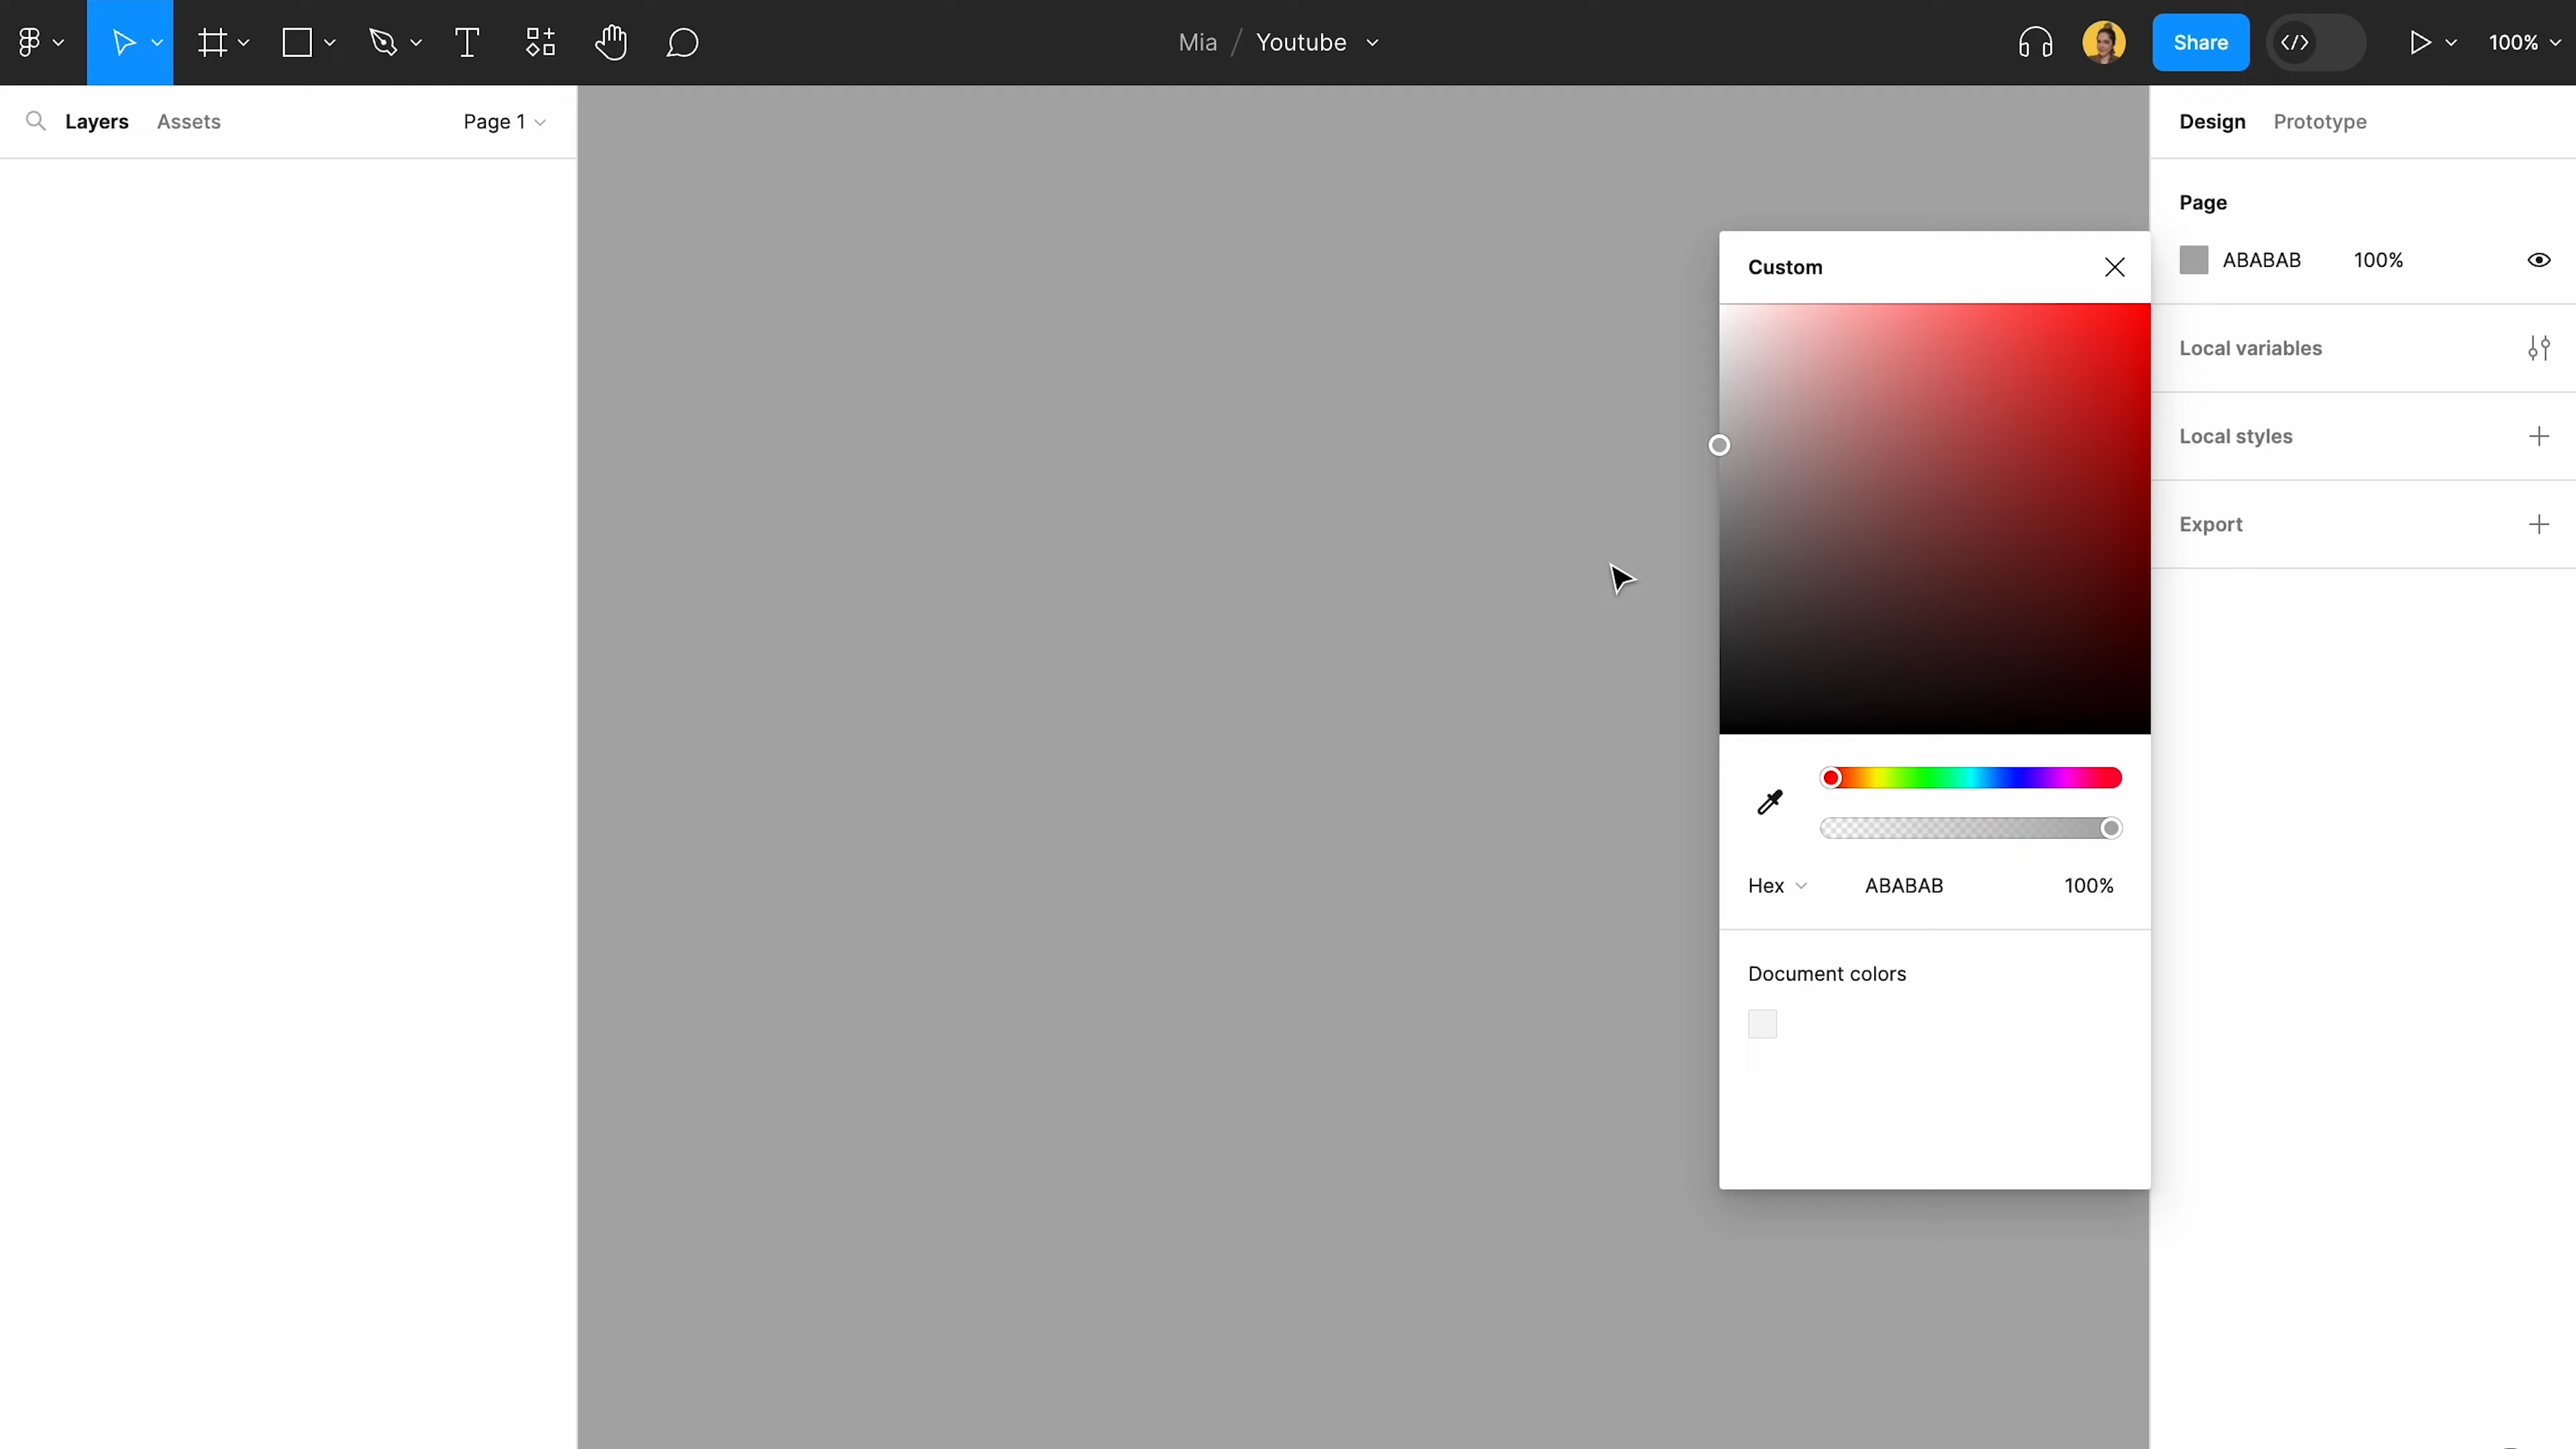 Mia / Youtube
Share
100%
Layers Assets Page 1
Design Prototype
Page
ABABAB 100%
Local variables
Local styles
Export
Custom
Hex ABABAB 100%
Document colors